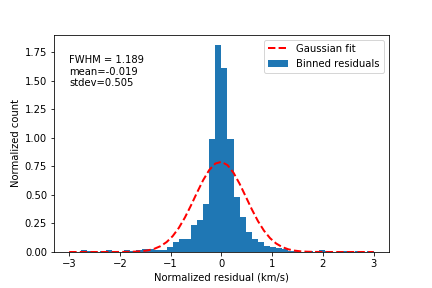 FWHM = 1.189
mean=-0.019
stdev=0.505
Gaussian fit
Binned residuals
Normalized count
1.75
1.50
1.25
1.00
0.75
0.50
0.25
0.00
−3 −2 −1 0 1 2 3
Normalized residual (km/s)